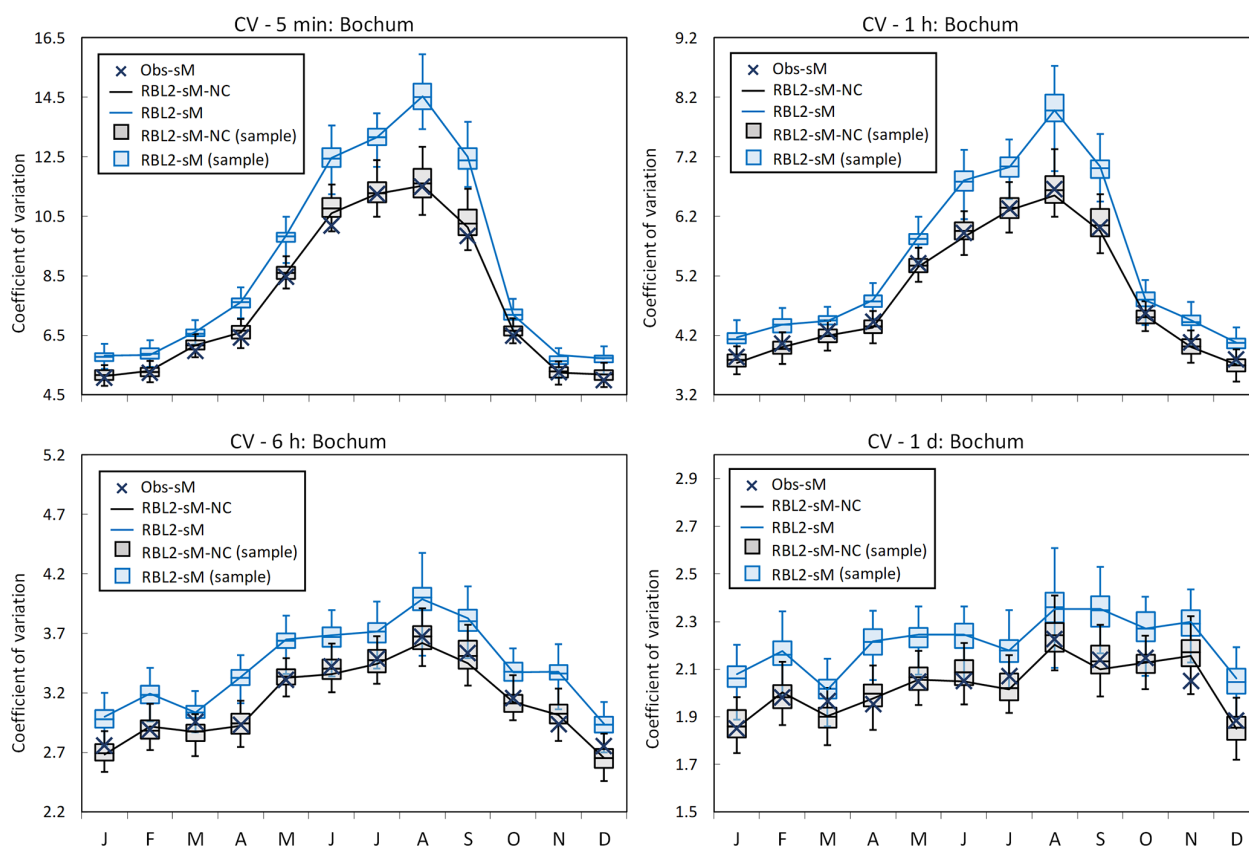 CV - 5 min: Bochum
Coefficient of variation
16.5
14.5
12.5
10.5
8.5
6.5
4.5
Obs-sM
RBL2-sM-NC
RBL2-sM
RBL2-sM-NC (sample)
RBL2-sM (sample)
CV - 1 h: Bochum
Coefficient of variation
9.2
8.2
7.2
6.2
5.2
4.2
3.2
Obs-sM
RBL2-sM-NC
RBL2-sM
RBL2-sM-NC (sample)
RBL2-sM (sample)
CV - 6 h: Bochum
Coefficient of variation
5.2
4.7
4.2
3.7
3.2
2.7
2.2
Obs-sM
RBL2-sM-NC
RBL2-sM
RBL2-sM-NC (sample)
RBL2-sM (sample)
J F M A M J J A S O N D
CV - 1 d: Bochum
Coefficient of variation
2.9
2.7
2.5
2.3
2.1
1.9
1.7
1.5
Obs-sM
RBL2-sM-NC
RBL2-sM
RBL2-sM-NC (sample)
RBL2-sM (sample)
J F M A M J J A S O N D